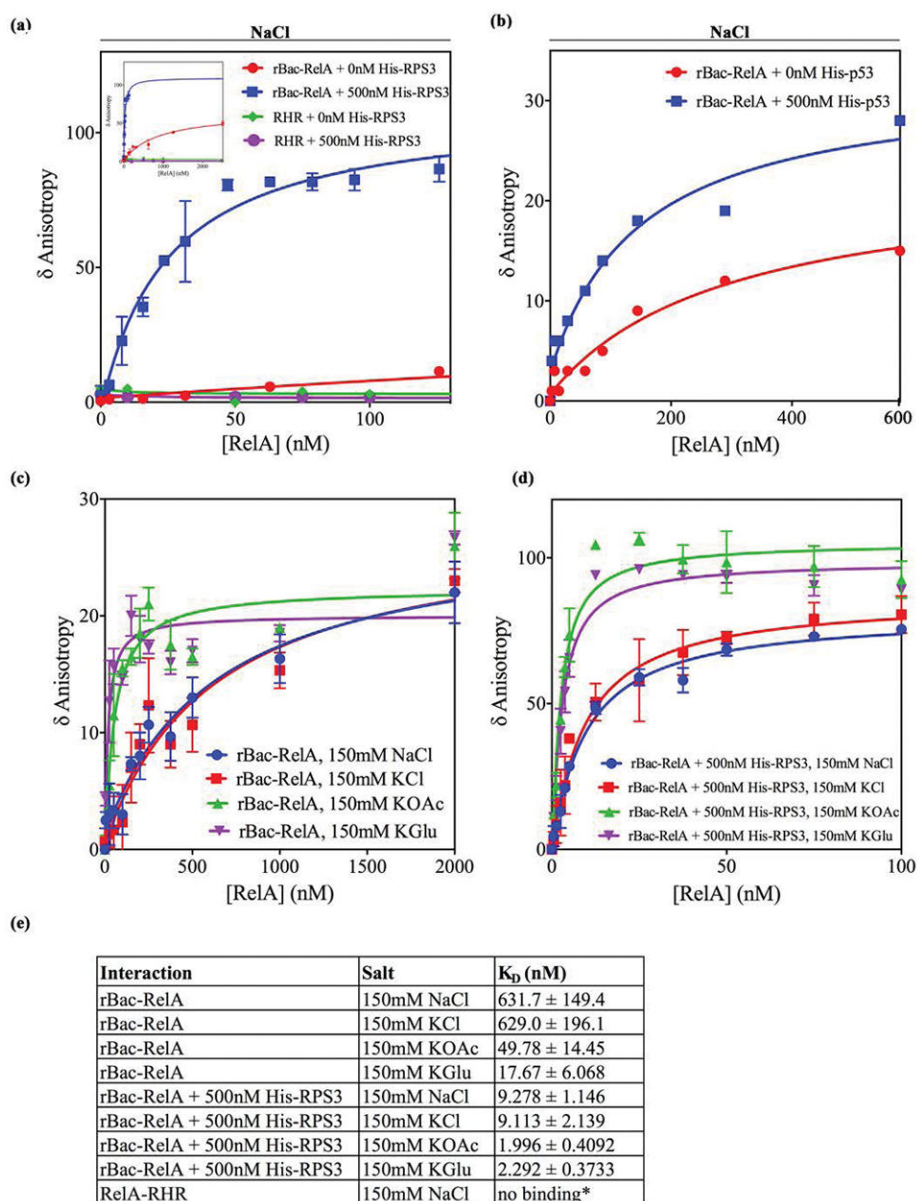 (a)
NaCl
rBac-RelA + 0nM His-RPS3
rBac-RelA + 500nM His-RPS3
RHR + 0nM His-RPS3
RHR + 500nM His-RPS3
δ Anisotropy
100
50
0
0 1000 2000
[RelA] (nM)
δ Anisotropy
100
50
0
0 50 100
[RelA] (nM)
(b)
NaCl
rBac-RelA + 0nM His-p53
rBac-RelA + 500nM His-p53
δ Anisotropy
30
20
10
0
200 400 600
[RelA] (nM)
(c)
δ Anisotropy
30
20
10
0
rBac-RelA, 150mM NaCl
rBac-RelA, 150mM KCl
rBac-RelA, 150mM KOAc
rBac-RelA, 150mM KGlu
0 500 1000 1500 2000
[RelA] (nM)
(d)
δ Anisotropy
100
50
0
rBac-RelA + 500nM His-RPS3, 150mM NaCl
rBac-RelA + 500nM His-RPS3, 150mM KCl
rBac-RelA + 500nM His-RPS3, 150mM KOAc
rBac-RelA + 500nM His-RPS3, 150mM KGlu
0 50 100
[RelA] (nM)
(e)
Interaction Salt K_D (nM)
rBac-RelA 150mM NaCl 631.7 ± 149.4
rBac-RelA 150mM KCl 629.0 ± 196.1
rBac-RelA 150mM KOAc 49.78 ± 14.45
rBac-RelA 150mM KGlu 17.67 ± 6.068
rBac-RelA + 500nM His-RPS3 150mM NaCl 9.278 ± 1.146
rBac-RelA + 500nM His-RPS3 150mM KCl 9.113 ± 2.139
rBac-RelA + 500nM His-RPS3 150mM KOAc 1.996 ± 0.4092
rBac-RelA + 500nM His-RPS3 150mM KGlu 2.292 ± 0.3733
RelA-RHR 150mM NaCl no binding*